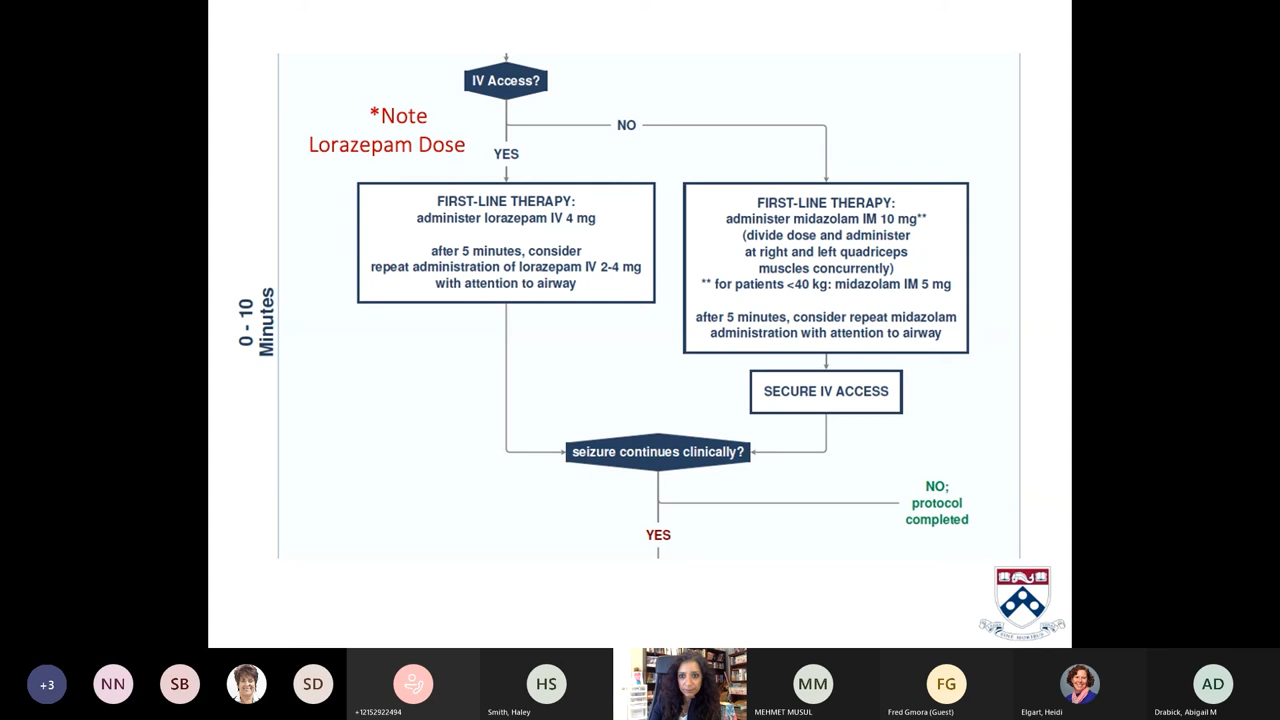 IV Access?
*Note
Lorazepam Dose
NO
YES
FIRST-LINE THERAPY:
administer lorazepam IV 4 mg
after 5 minutes, consider
repeat administration of lorazepam IV 2-4 mg
with attention to airway
FIRST-LINE THERAPY:
administer midazolam IM 10 mg**
(divide dose and administer
at right and left quadriceps
muscles concurrently)
** for patients <40 kg: midazolam IM 5 mg
after 5 minutes, consider repeat midazolam
administration with attention to airway
0 - 10
Minutes
SECURE IV ACCESS
seizure continues clinically?
NO;
protocol
completed
YES
+3
NN
SB
SD
+12152922494
HS
Smith, Haley
MM
MEHMET MUSUL
FG
Fred Gmora (Guest)
Elgart, Heidi
AD
Drabick, Abigail M